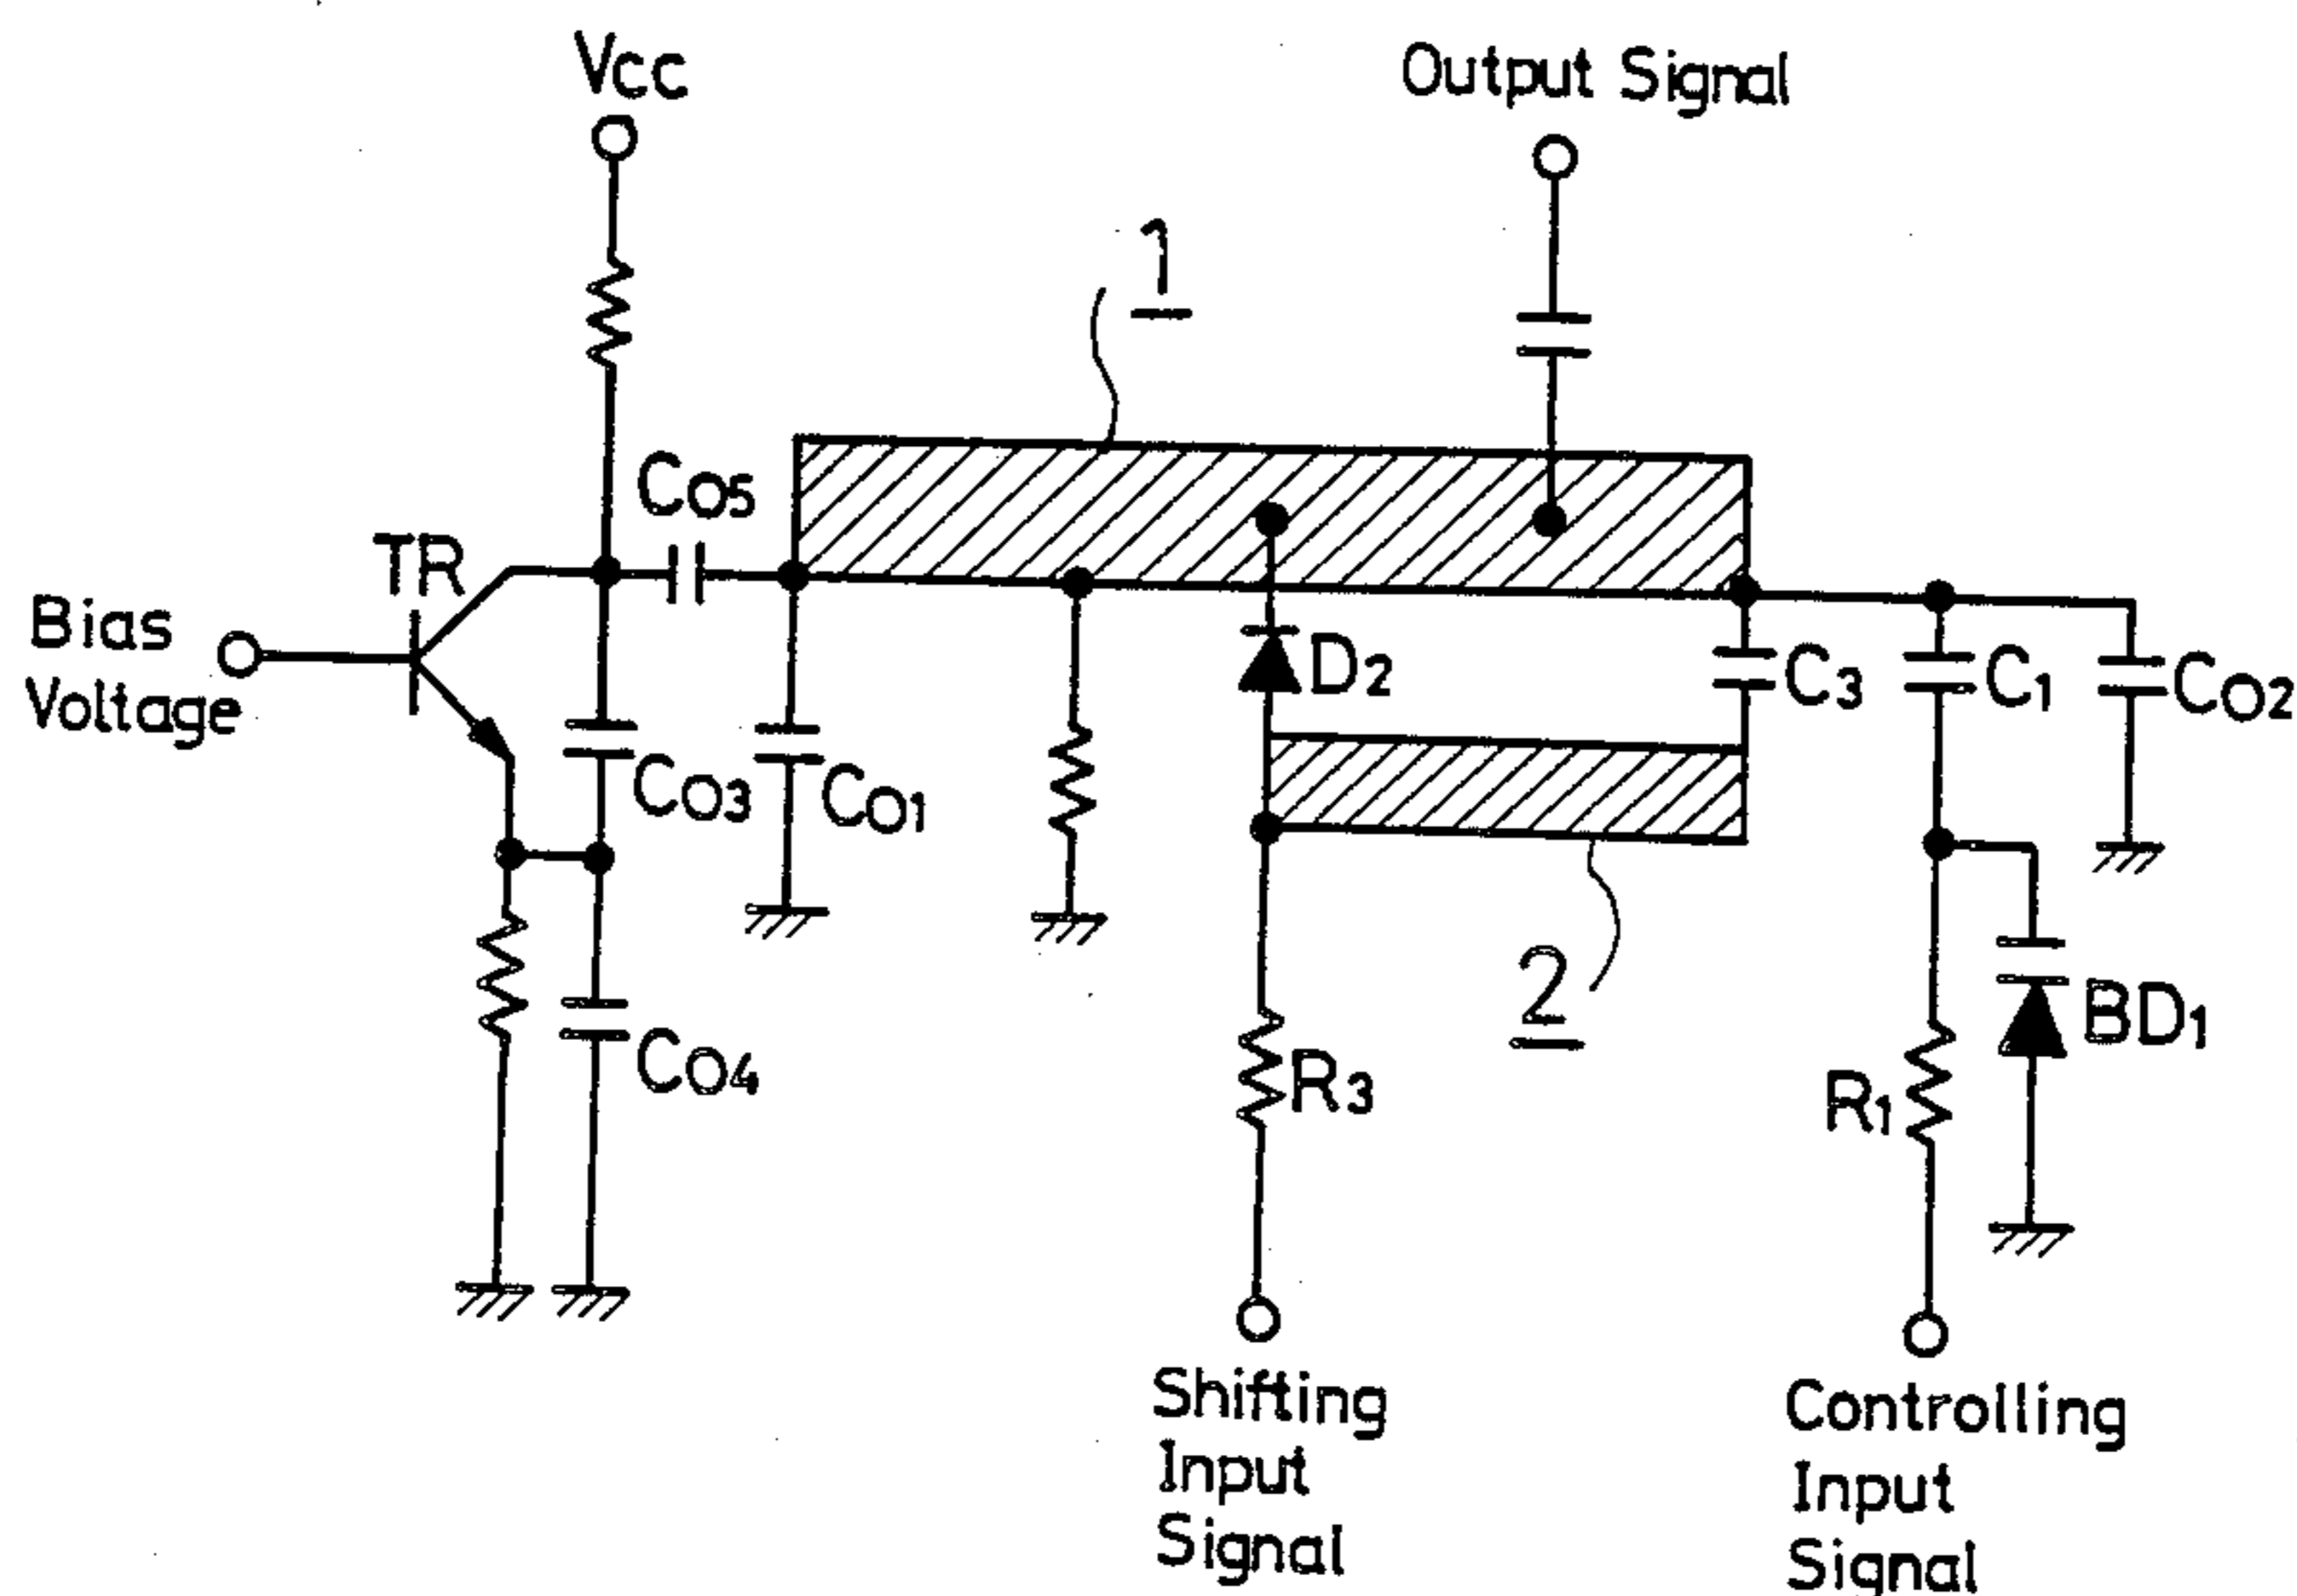 Vcc
Output Signal
1
Co5
TR
Bias
Voltage
D2
C3
C1
Co2
Co3
Co1
2
BD1
Co4
R3
R1
Shifting
Input
Signal
Controlling
Input
Signal